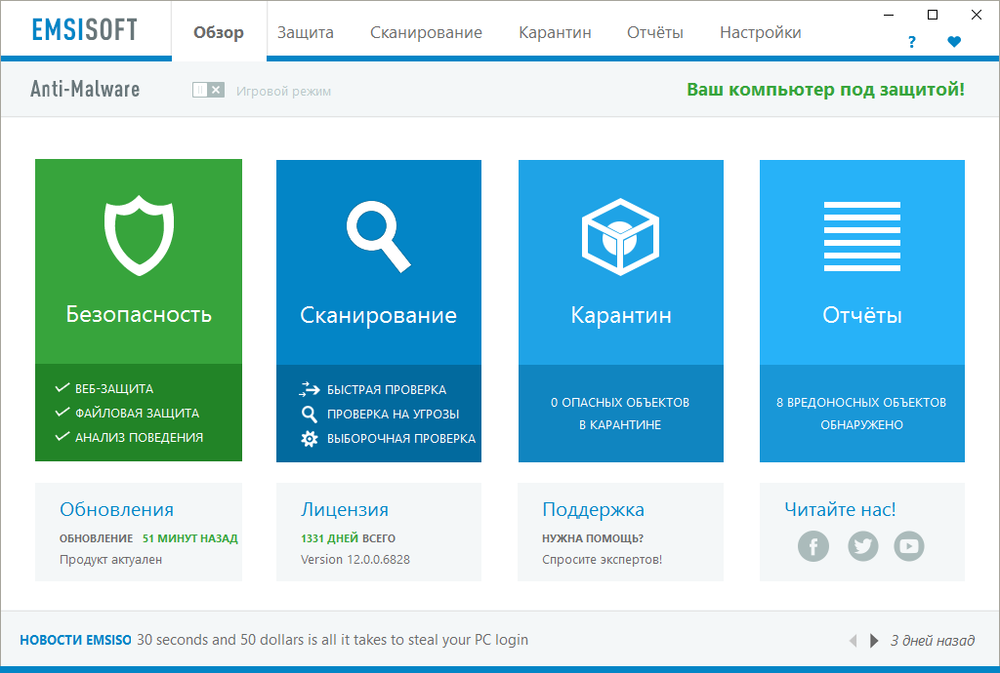 EMSISOFT
Обзор
Защита
Сканирование
Карантин
Отчёты
Настройки
?
Anti-Malware
Игровой режим
Ваш компьютер под защитой!
Безопасность
ВЕБ-ЗАЩИТА
ФАЙЛОВАЯ ЗАЩИТА
АНАЛИЗ ПОВЕДЕНИЯ
Сканирование
БЫСТРАЯ ПРОВЕРКА
ПРОВЕРКА НА УГРОЗЫ
ВЫБОРОЧНАЯ ПРОВЕРКА
Карантин
0 ОПАСНЫХ ОБЪЕКТОВ
В КАРАНТИНЕ
Отчёты
8 ВРЕДОНОСНЫХ ОБЪЕКТОВ
ОБНАРУЖЕНО
Обновления
ОБНОВЛЕНИЕ 51 МИНУТ НАЗАД
Продукт актуален
Лицензия
1331 ДНЕЙ ВСЕГО
Version 12.0.0.6828
Поддержка
НУЖНА ПОМОЩЬ?
Спросите экспертов!
Читайте нас!
НОВОСТИ EMSISO 30 seconds and 50 dollars is all it takes to steal your PC login
3 дней назад